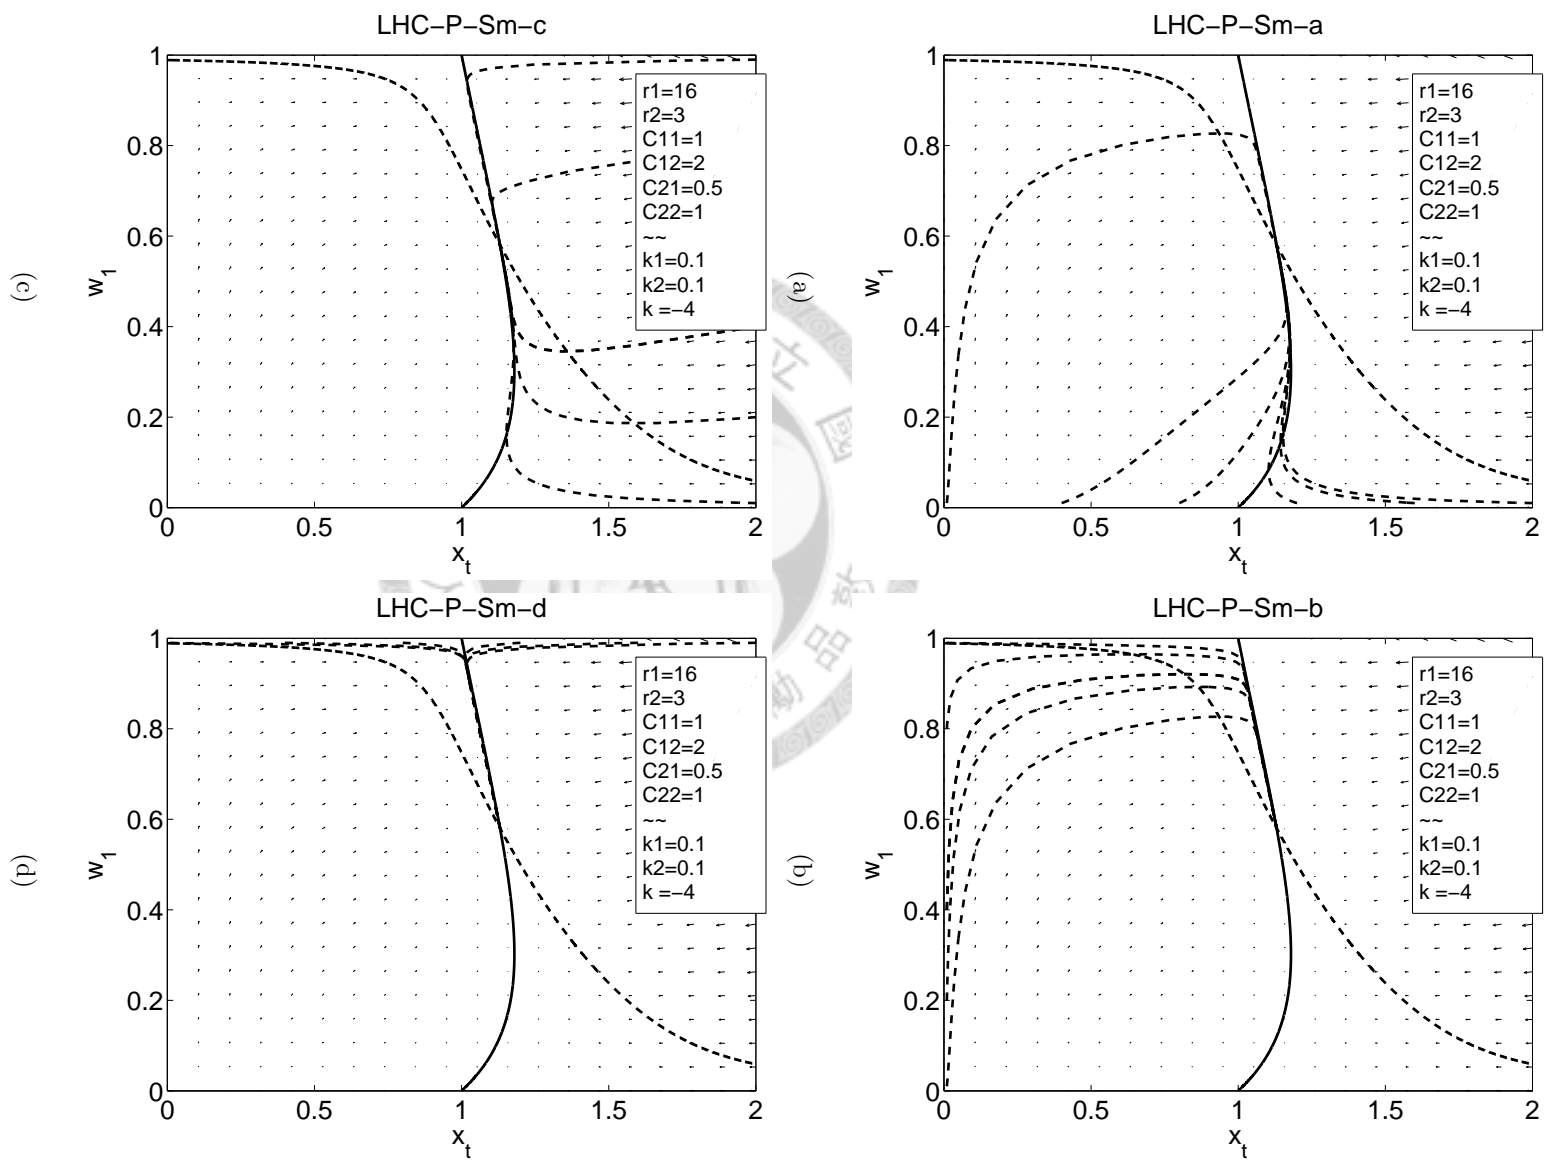 LHC-P-Sm-c
1
0.8
0.6
0.4
0.2
0
w1
0
0.5
1
1.5
2
xt
r1=16
r2=3
C11=1
C12=2
C21=0.5
C22=1
~~
k1=0.1
k2=0.1
k =-4
(c)
LHC-P-Sm-a
1
0.8
0.6
0.4
0.2
0
w1
0
0.5
1
1.5
2
xt
r1=16
r2=3
C11=1
C12=2
C21=0.5
C22=1
~~
k1=0.1
k2=0.1
k =-4
(a)
LHC-P-Sm-d
1
0.8
0.6
0.4
0.2
0
w1
0
0.5
1
1.5
2
xt
r1=16
r2=3
C11=1
C12=2
C21=0.5
C22=1
~~
k1=0.1
k2=0.1
k =-4
(d)
LHC-P-Sm-b
1
0.8
0.6
0.4
0.2
0
w1
0
0.5
1
1.5
2
xt
r1=16
r2=3
C11=1
C12=2
C21=0.5
C22=1
~~
k1=0.1
k2=0.1
k =-4
(b)
立
國
品
勵